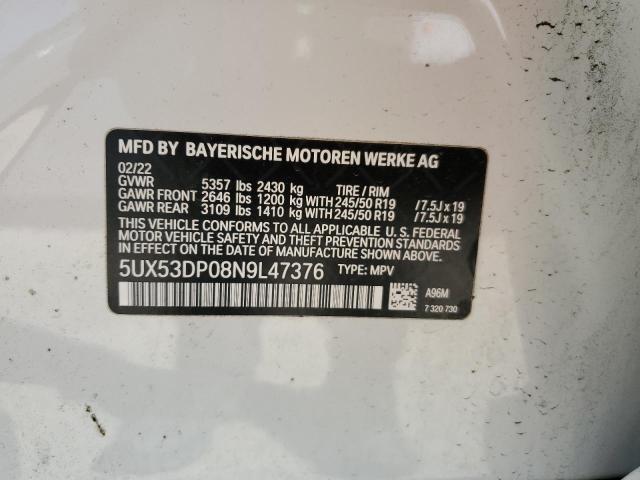 MFD BY BAYERISCHE MOTOREN WERKE AG
02/22
GVWR 5357 lbs 2430 kg TIRE / RIM
GAWR FRONT 2646 lbs 1200 kg WITH 245/50 R19 / 7.5J x 19
GAWR REAR 3109 lbs 1410 kg WITH 245/50 R19 / 7.5J x 19
THIS VEHICLE CONFORMS TO ALL APPLICABLE U. S. FEDERAL
MOTOR VEHICLE SAFETY AND THEFT PREVENTION STANDARDS
IN EFFECT ON THE DATE OF MANUFACTURE SHOWN ABOVE.
5UX53DP08N9L47376 TYPE: MPV
A96M
7 320 730